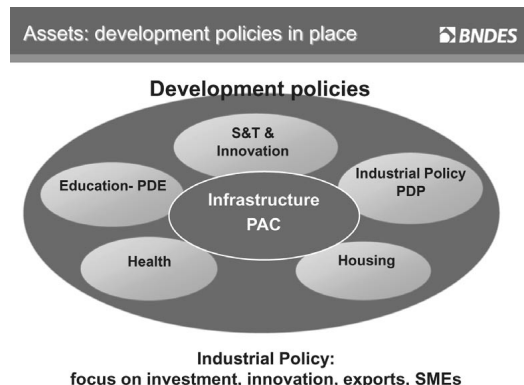 Assets: development policies in place
BNDES
Development policies
S&T &
Innovation
Education- PDE
Industrial Policy
PDP
Infrastructure
PAC
Health
Housing
Industrial Policy:
focus on investment, innovation, exports, SMEs